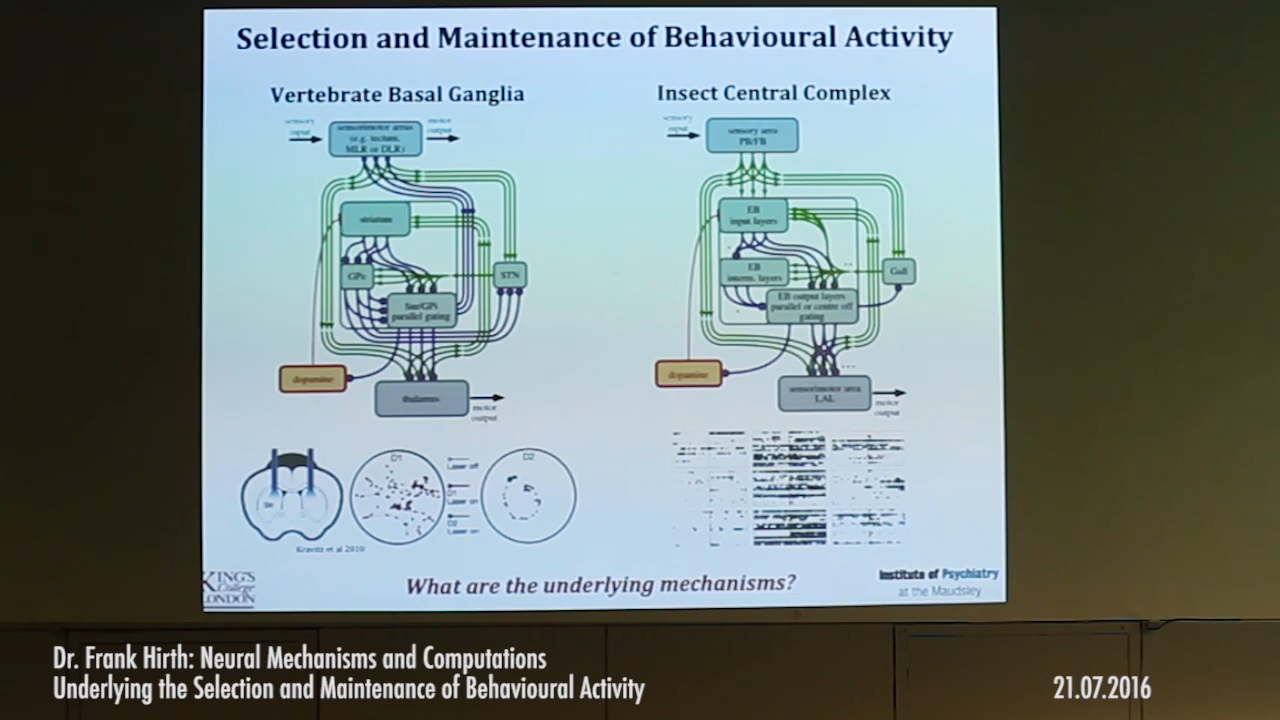 Selection and Maintenance of Behavioural Activity
Vertebrate Basal Ganglia
sensory
input
sensorimotor areas
(e.g. tectum,
MLR or DLR)
motor
output
striatum
GPe
STN
Snr/GPi
parallel gating
dopamine
thalamus
motor
output
Insect Central Complex
sensory
input
sensory area
PB/FB
EB
input layers
EB
interm. layers
Gall
EB output layers
parallel or centre off
gating
dopamine
sensorimotor area
LAL
motor
output
Str
D1
Laser off
D1
Laser on
D2
Laser on
D2
Kravitz et al 2010
KING'S
College
LONDON
What are the underlying mechanisms?
Institute of Psychiatry
at the Maudsley
Dr. Frank Hirth: Neural Mechanisms and Computations
Underlying the Selection and Maintenance of Behavioural Activity
21.07.2016